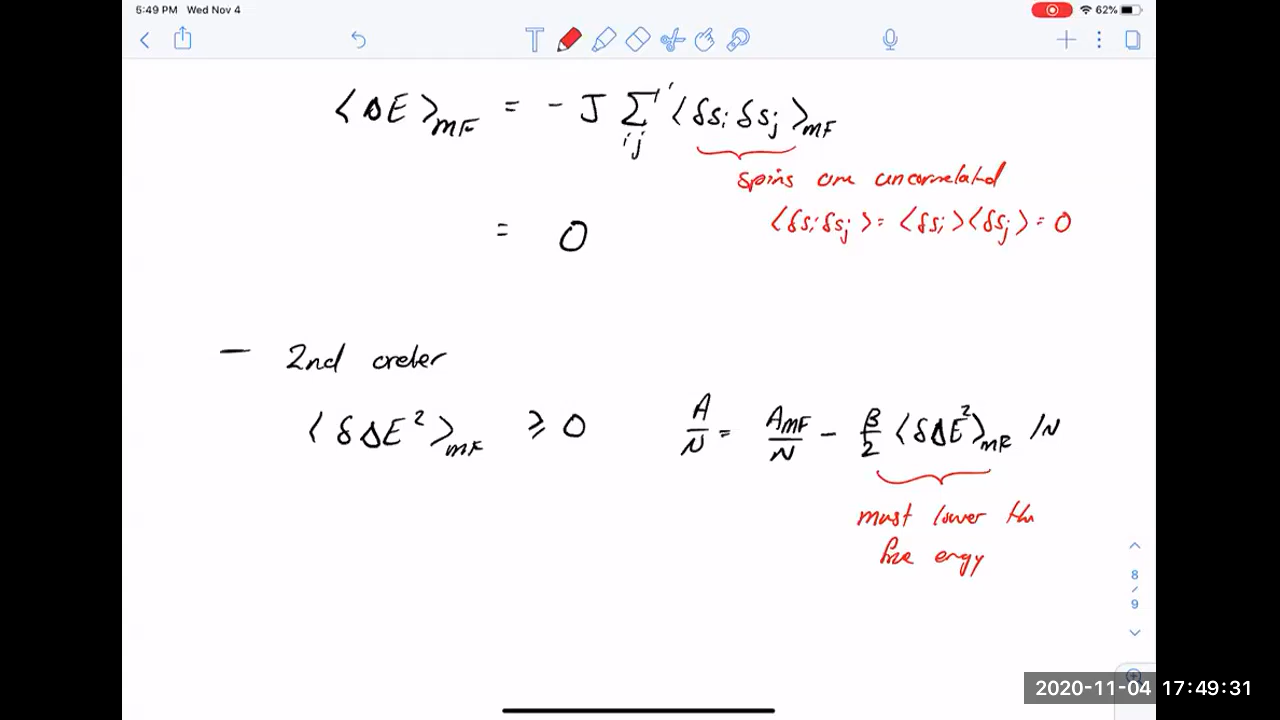 5:49 PM Wed Nov 4
62%
⟨ΔE⟩_MF = - J Σ'_ij ⟨δs_i δs_j⟩_MF
spins are uncorrelated
⟨δs_i δs_j⟩ = ⟨δs_i⟩⟨δs_j⟩ = 0
= 0
— 2nd order
⟨δΔE²⟩_MF ≥ 0 A/N = A_MF/N - β/2 ⟨δΔE²⟩_MF /N
must lower the
free energy
8
/
9
2020-11-04 17:49:31